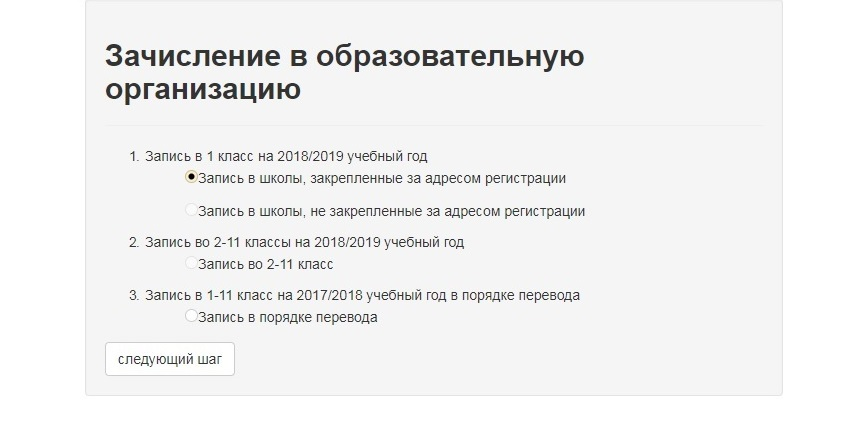 Зачисление в образовательную
организацию
1. Запись в 1 класс на 2018/2019 учебный год
Запись в школы, закрепленные за адресом регистрации
Запись в школы, не закрепленные за адресом регистрации
2. Запись во 2-11 классы на 2018/2019 учебный год
Запись во 2-11 класс
3. Запись в 1-11 класс на 2017/2018 учебный год в порядке перевода
Запись в порядке перевода
следующий шаг